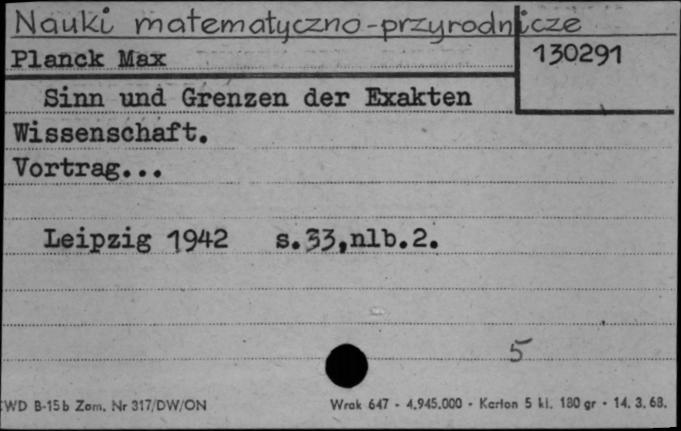 Nauki matematyczno-przyrodnicze
Planck Max
130291
Sinn und Grenzen der Exakten
Wissenschaft.
Vortrag...
Leipzig 1942 s.33,nlb.2.
5
WD B-15b Zam. Nr 317/DW/ON
Wrak 647 - 4.945.000 - Karton 5 kl. 180 gr - 14. 3. 68.